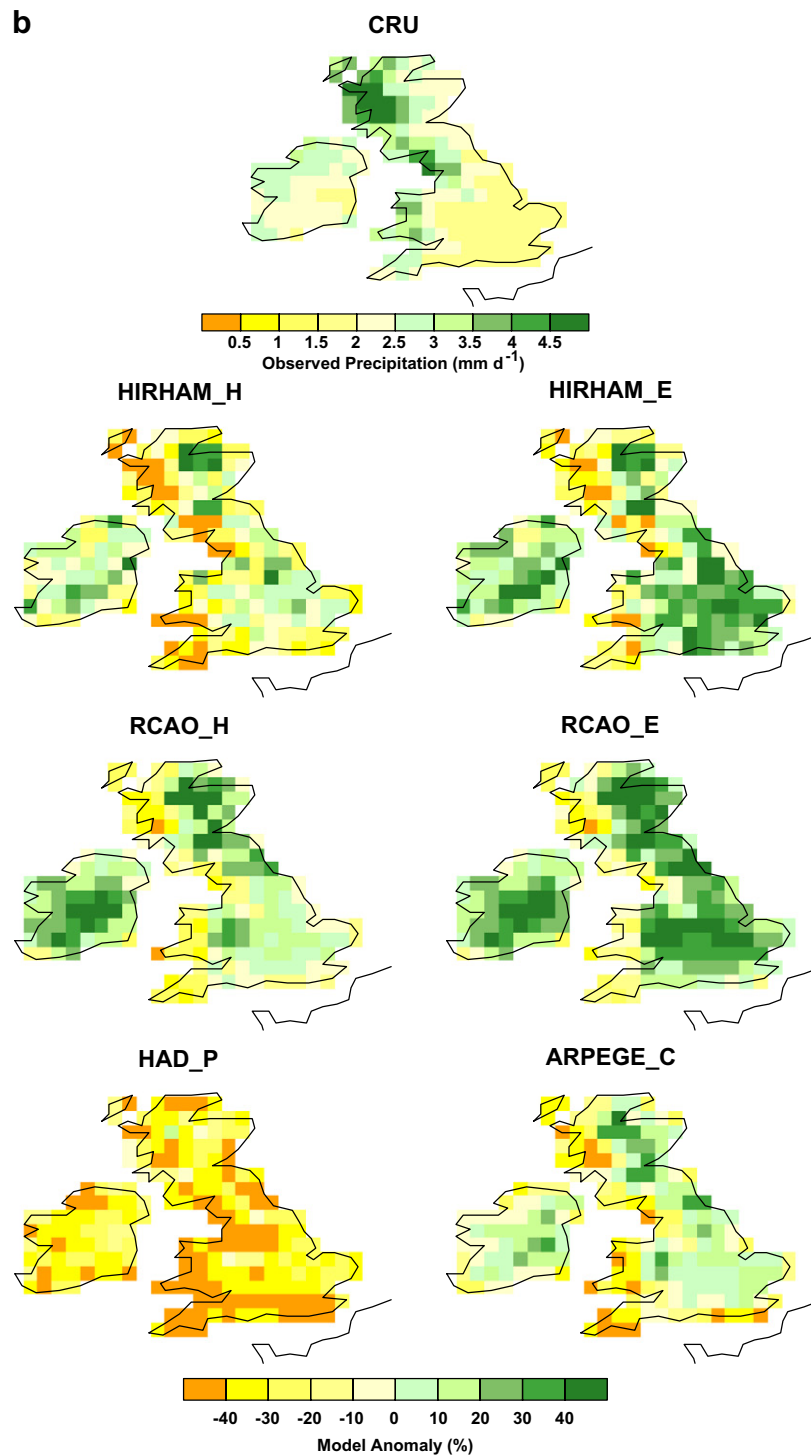 b
CRU
0.5 1 1.5 2 2.5 3 3.5 4 4.5
Observed Precipitation (mm d⁻¹)
HIRHAM_H HIRHAM_E
RCAO_H RCAO_E
HAD_P ARPEGE_C
-40 -30 -20 -10 0 10 20 30 40
Model Anomaly (%)